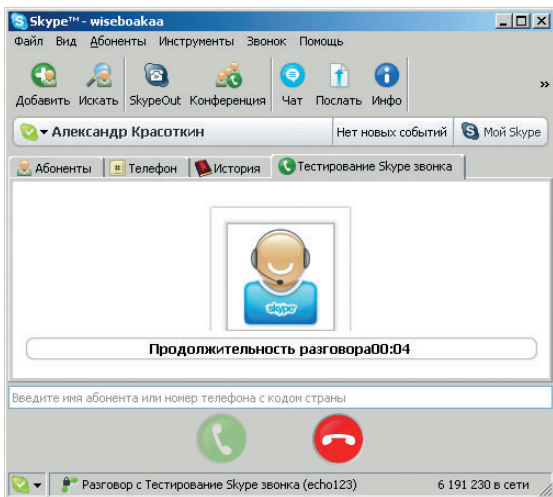 Skype™ - wiseboakaa
Файл Вид Абоненты Инструменты Звонок Помощь
Добавить Искать SkypeOut Конференция Чат Послать Инфо »
Александр Красоткин Нет новых событий Мой Skype
Абоненты Телефон История Тестирование Skype звонка
skype
Продолжительность разговора00:04
Введите имя абонента или номер телефона с кодом страны
Разговор с Тестирование Skype звонка (echo123) 6 191 230 в сети